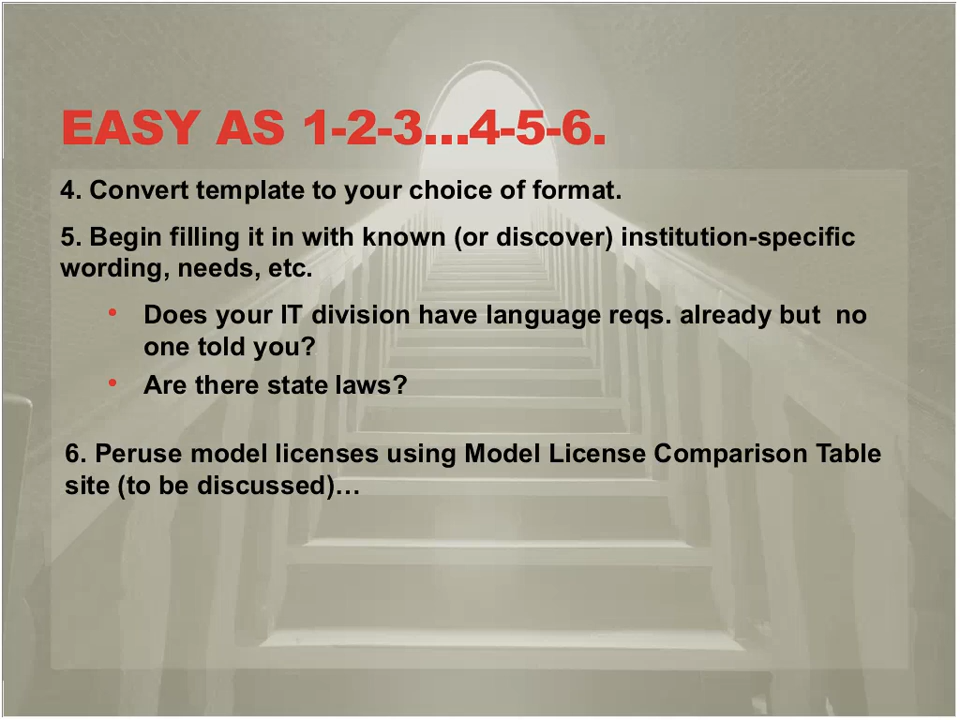 EASY AS 1-2-3…4-5-6.
4. Convert template to your choice of format.
5. Begin filling it in with known (or discover) institution-specific
wording, needs, etc.
• Does your IT division have language reqs. already but  no
one told you?
• Are there state laws?
6. Peruse model licenses using Model License Comparison Table
site (to be discussed)…